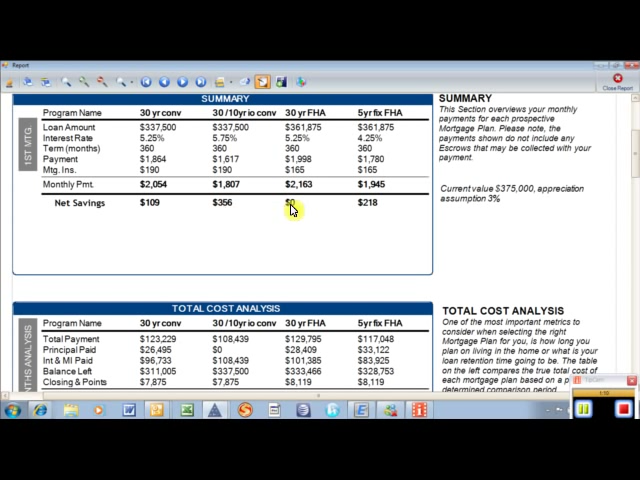 Report
Close Report
SUMMARY
Program Name 30 yr conv 30/10yr io conv 30 yr FHA 5yr fix FHA
1ST MTG.
Loan Amount $337,500 $337,500 $361,875 $361,875
Interest Rate 5.25% 5.75% 5.25% 4.25%
Term (months) 360 360 360 360
Payment $1,864 $1,617 $1,998 $1,780
Mtg. Ins. $190 $190 $165 $165
Monthly Pmt. $2,054 $1,807 $2,163 $1,945
Net Savings $109 $356 $0 $218
SUMMARY
This Section overviews your monthly
payments for each prospective
Mortgage Plan. Please note, the
payments shown do not include any
Escrows that may be collected with your
payment.
Current value $375,000, appreciation
assumption 3%
TOTAL COST ANALYSIS
Program Name 30 yr conv 30/10yr io conv 30 yr FHA 5yr fix FHA
NTHS ANALYSIS
Total Payment $123,229 $108,439 $129,795 $117,048
Principal Paid $26,495 $0 $28,409 $33,122
Int & MI Paid $96,733 $108,439 $101,385 $83,925
Balance Left $311,005 $337,500 $333,466 $328,753
Closing & Points $7,875 $7,875 $8,119 $8,119
TOTAL COST ANALYSIS
One of the most important metrics to
consider when selecting the right
Mortgage Plan for you, is how long you
plan on living in the home or what is your
loan retention time going to be. The table
on the left compares the true total cost of
each mortgage plan based on a p
determined comparison period.
1:10